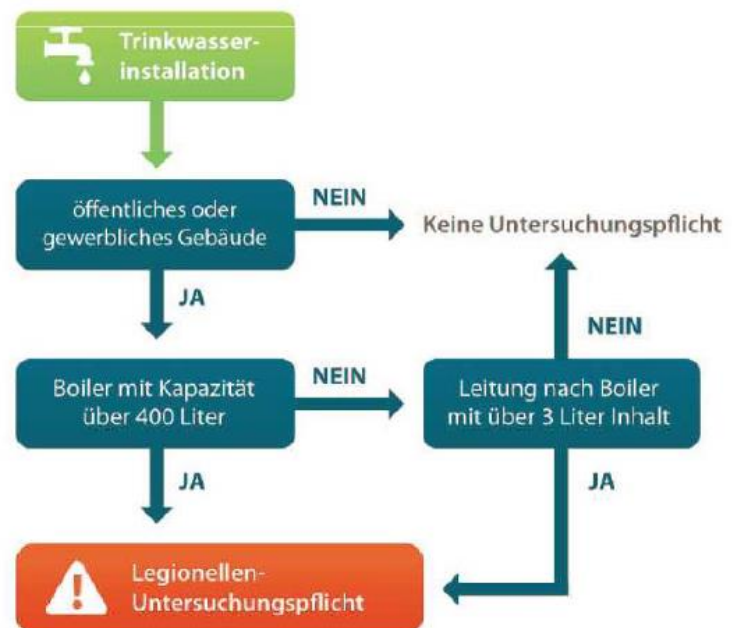 Trinkwasser-
installation
öffentliches oder
gewerbliches Gebäude
NEIN
Keine Untersuchungspflicht
JA
NEIN
Boiler mit Kapazität
über 400 Liter
NEIN
Leitung nach Boiler
mit über 3 Liter Inhalt
JA
JA
Legionellen-
Untersuchungspflicht